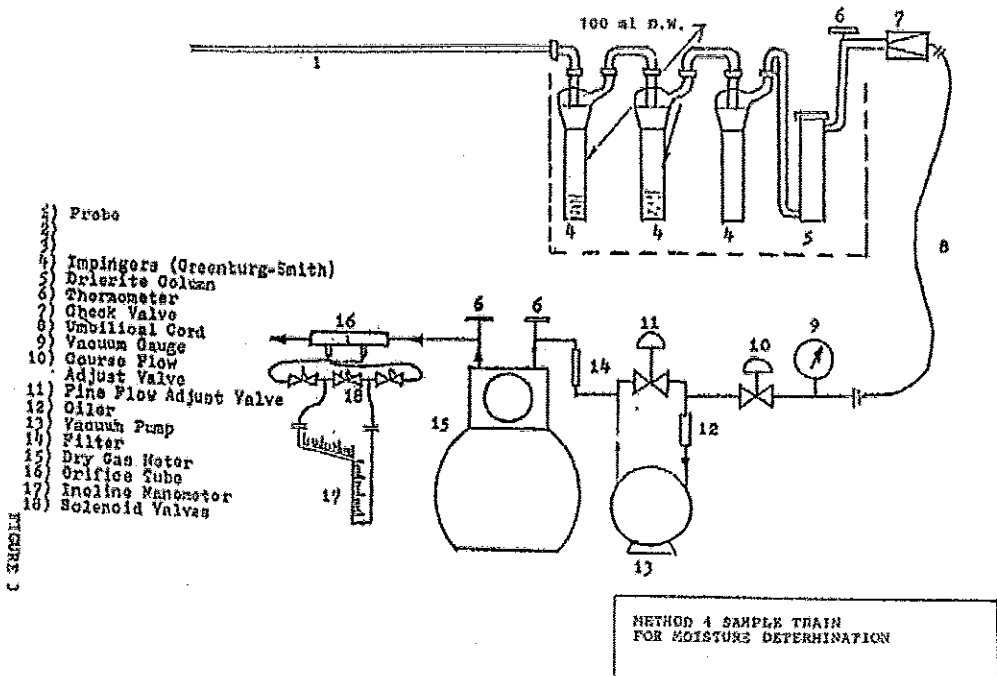 100 ml D.W.
6
7
1
4
4
4
5
8
Probe
2)
3)
4) Impingers (Greenburg-Smith)
5) Drierite Column
6) Thermometer
7) Check Valve
8) Umbilical Cord
9) Vacuum Gauge
10) Course Flow
Adjust Valve
11) Fine Flow Adjust Valve
12) Oiler
13) Vacuum Pump
14) Filter
15) Dry Gas Meter
16) Orifice Tube
17) Incline Manometer
18) Solenoid Valves
16
6
6
11
9
10
14
18
15
12
17
13
FIGURE 3
METHOD 4 SAMPLE TRAIN
FOR MOISTURE DETERMINATION